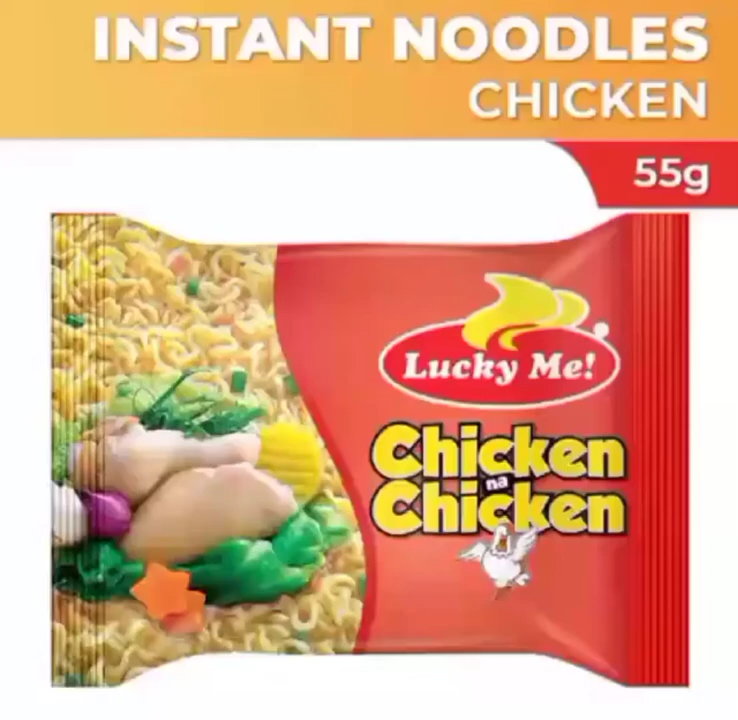 INSTANT NOODLES
CHICKEN
55g
Lucky Me!
Chicken
na
Chicken